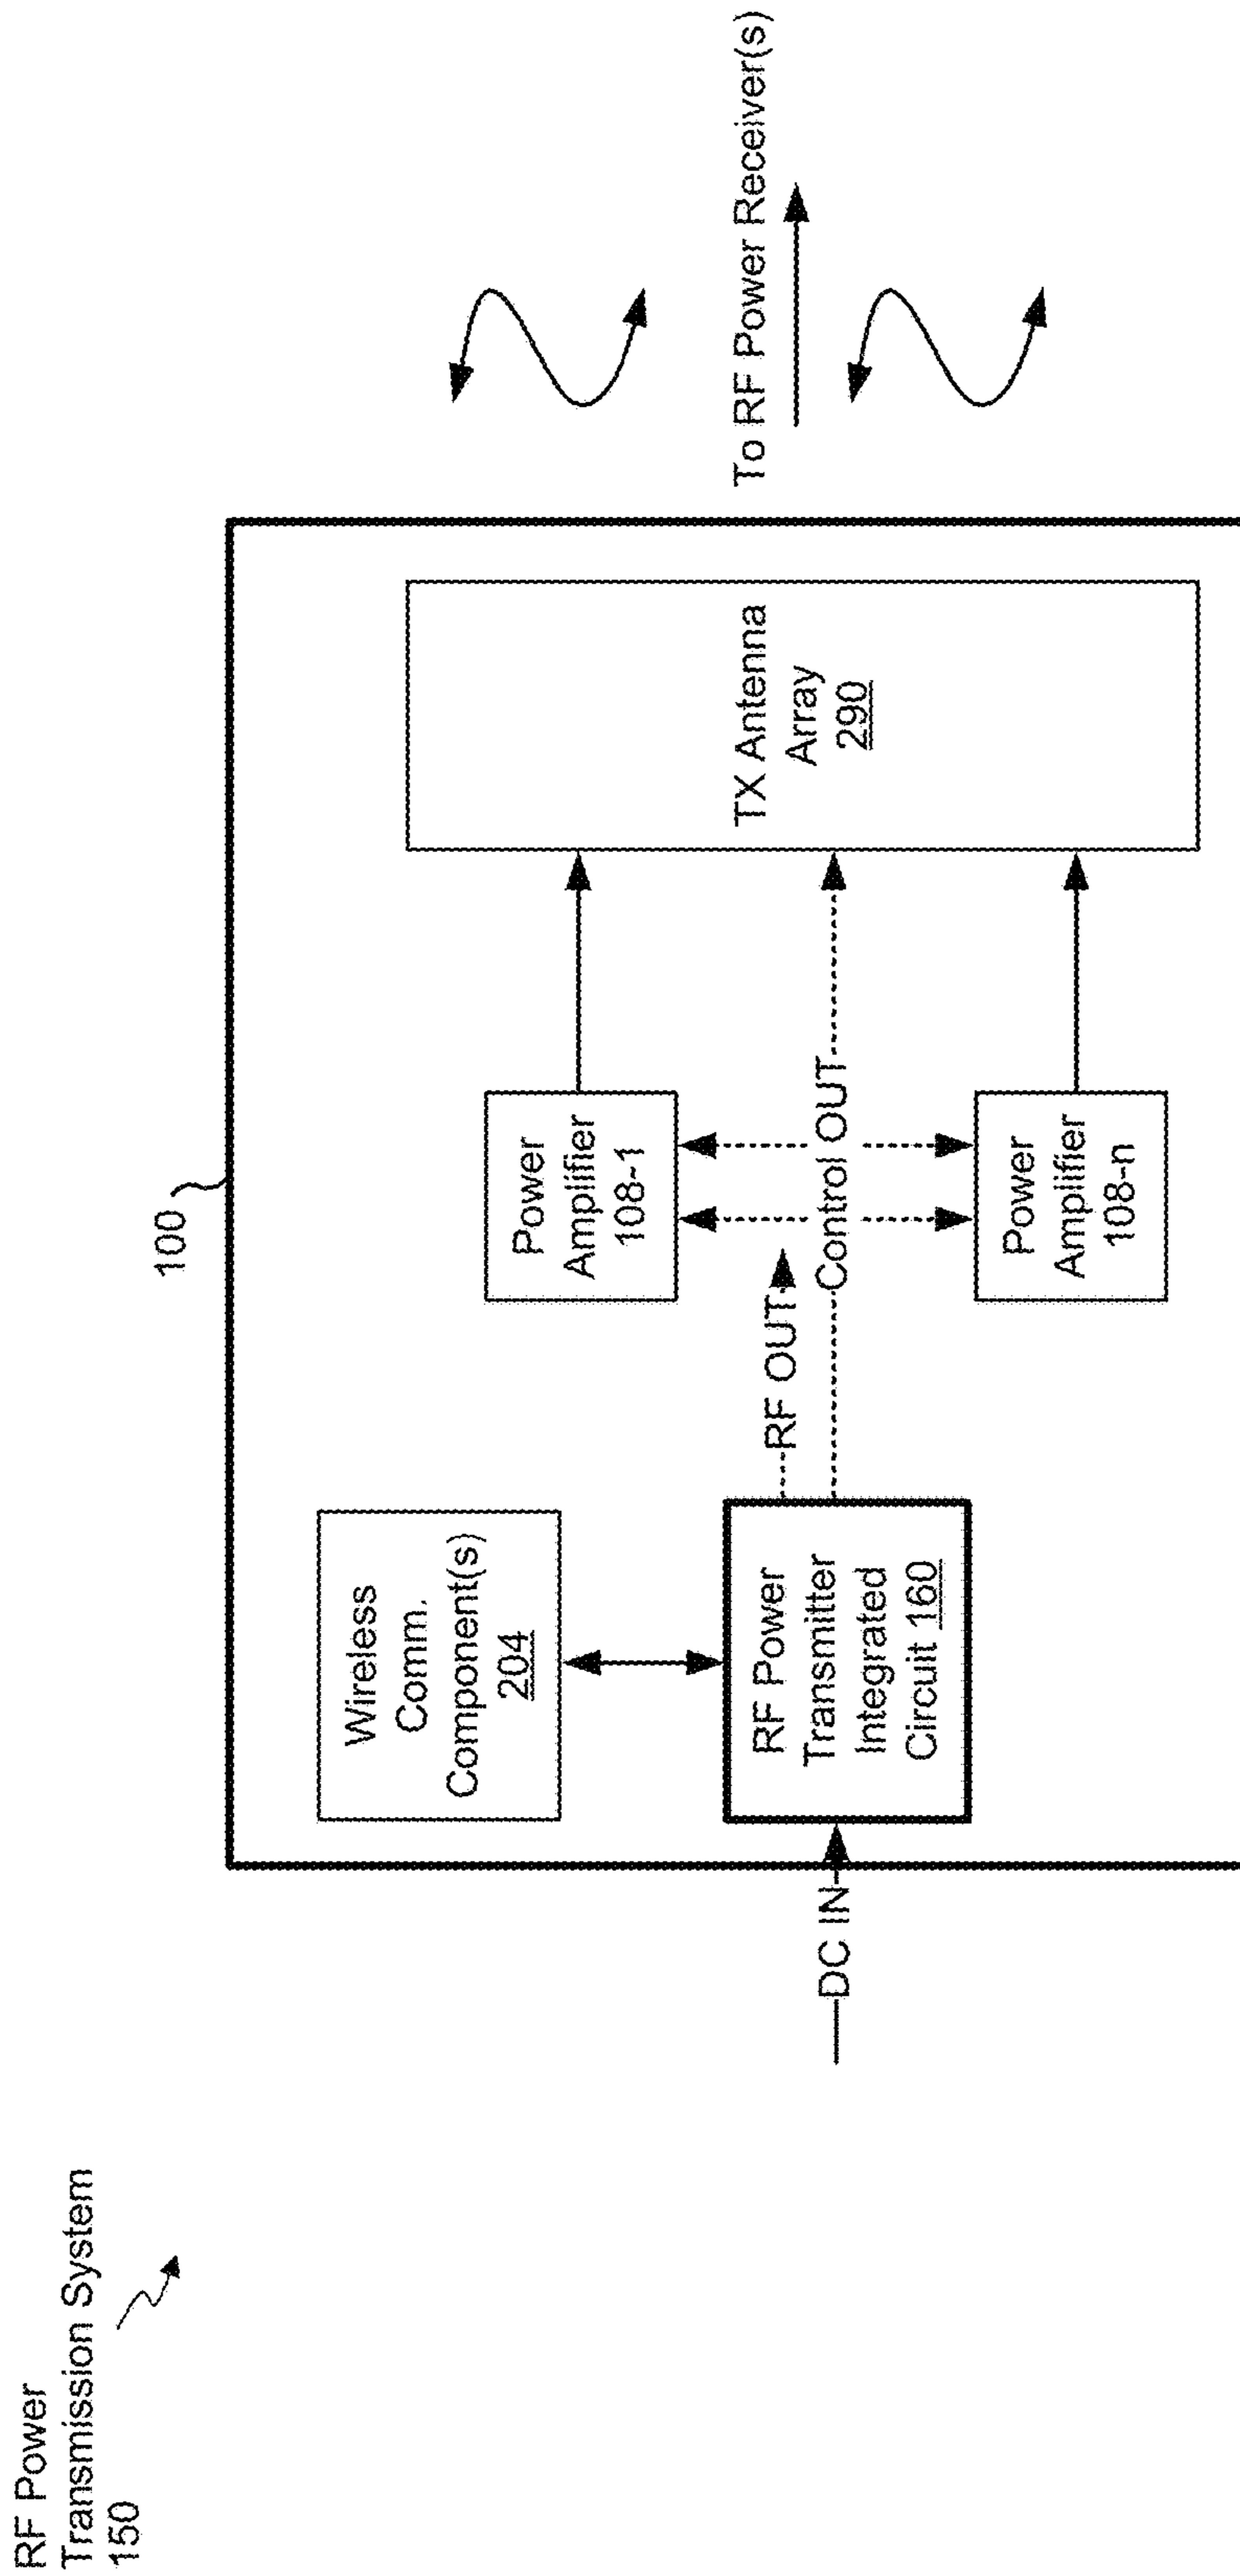 RF Power
Transmission System
150
100
Wireless
Comm.
Component(s)
204
DC IN
RF Power
Transmitter
Integrated
Circuit 160
RF OUT
Control OUT
Power
Amplifier
108-1
Power
Amplifier
108-n
TX Antenna
Array
290
To RF Power Receiver(s)